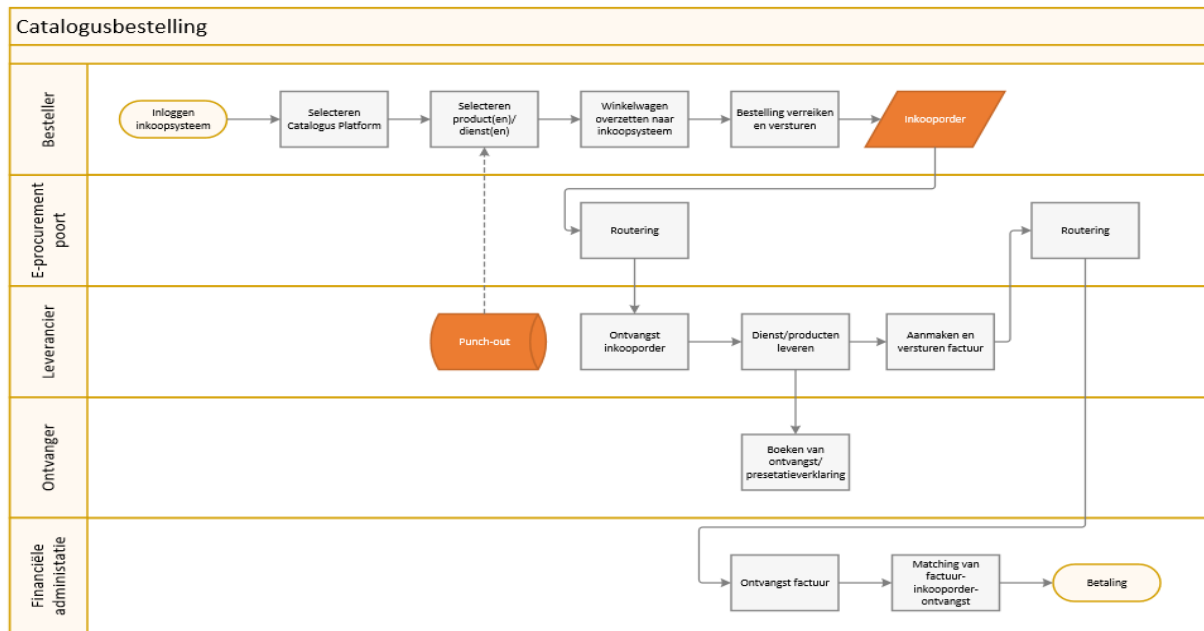 Catalogusbestelling
Besteller
Inloggen
inkoopsysteem
Selecteren
Catalogus Platform
Selecteren
product(en)/
dienst(en)
Winkelwagen
overzetten naar
inkoopsysteem
Bestelling verreiken
en versturen
Inkooporder
E-procurement
poort
Routering
Routering
Leverancier
Punch-out
Ontvangst
inkooporder
Dienst/producten
leveren
Aanmaken en
versturen factuur
Ontvanger
Boeken van
ontvangst/
presetatieverklaring
Financiële
administatie
Ontvangst factuur
Matching van
factuur-
inkooporder-
ontvangst
Betaling